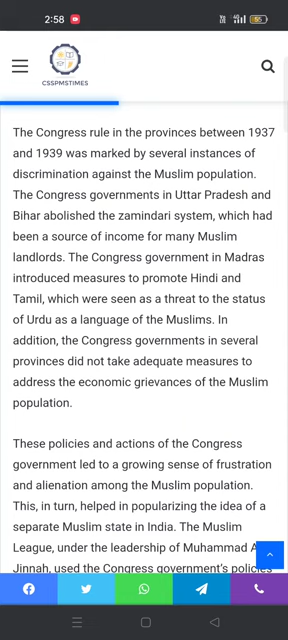 2:58
CSSPMSTIMES
The Congress rule in the provinces between 1937
and 1939 was marked by several instances of
discrimination against the Muslim population.
The Congress governments in Uttar Pradesh and
Bihar abolished the zamindari system, which had
been a source of income for many Muslim
landlords. The Congress government in Madras
introduced measures to promote Hindi and
Tamil, which were seen as a threat to the status
of Urdu as a language of the Muslims. In
addition, the Congress governments in several
provinces did not take adequate measures to
address the economic grievances of the Muslim
population.
These policies and actions of the Congress
government led to a growing sense of frustration
and alienation among the Muslim population.
This, in turn, helped in popularizing the idea of a
separate Muslim state in India. The Muslim
League, under the leadership of Muhammad
Jinnah, used the Congress government's policies